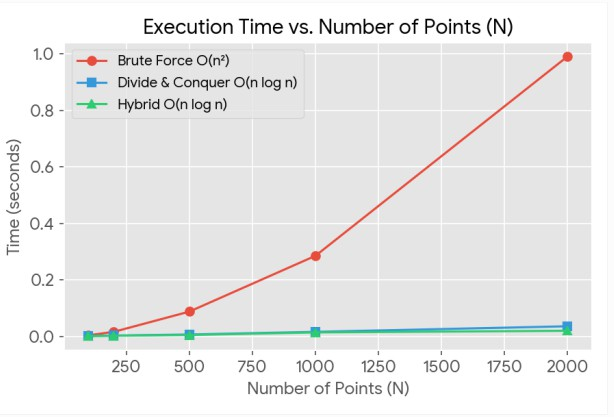 Execution Time vs. Number of Points (N)
Brute Force O(n²)
Divide & Conquer O(n log n)
Hybrid O(n log n)
Time (seconds)
1.0
0.8
0.6
0.4
0.2
0.0
250 500 750 1000 1250 1500 1750 2000
Number of Points (N)